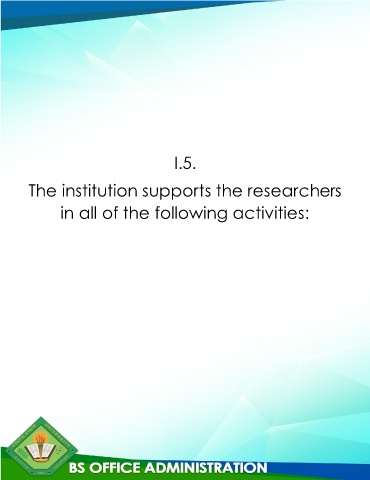 I.5.
The institution supports the researchers
in all of the following activities:
BS OFFICE ADMINISTRATION